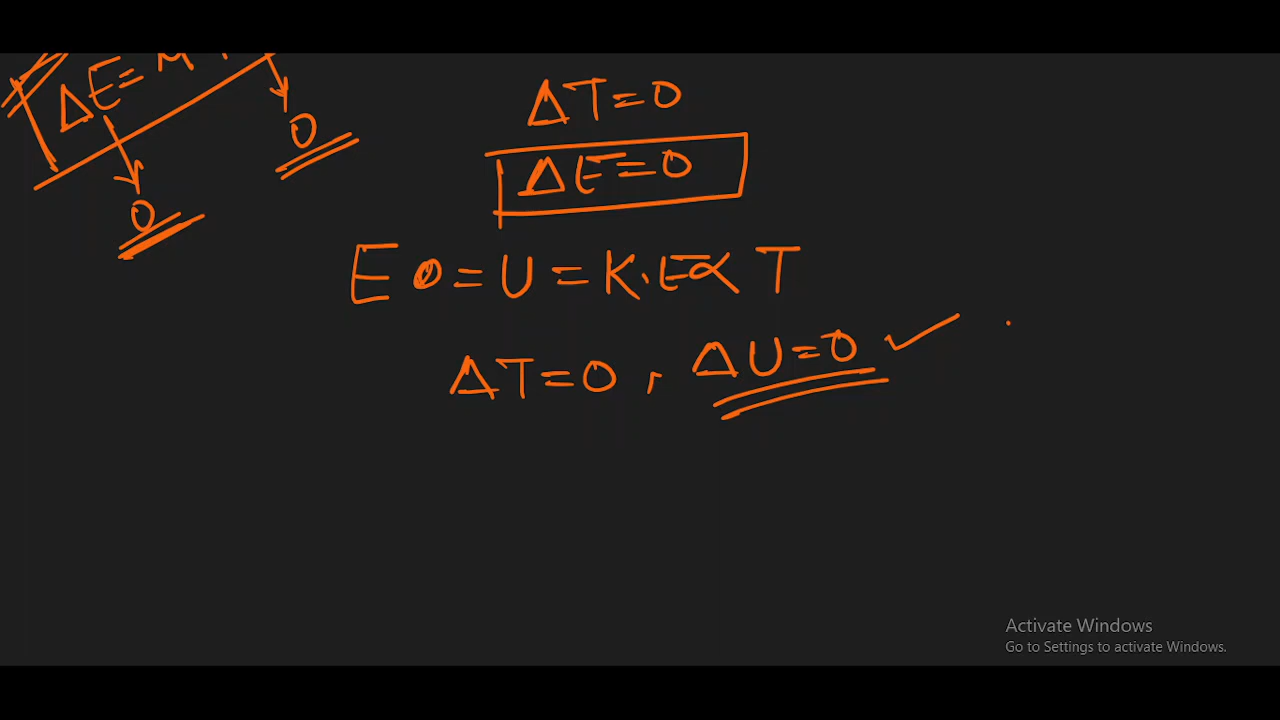 ΔE=
0
0
ΔT=0
ΔE=0
E = U = K.E ∝ T
ΔT=0, ΔU=0 ✓
Activate Windows
Go to Settings to activate Windows.